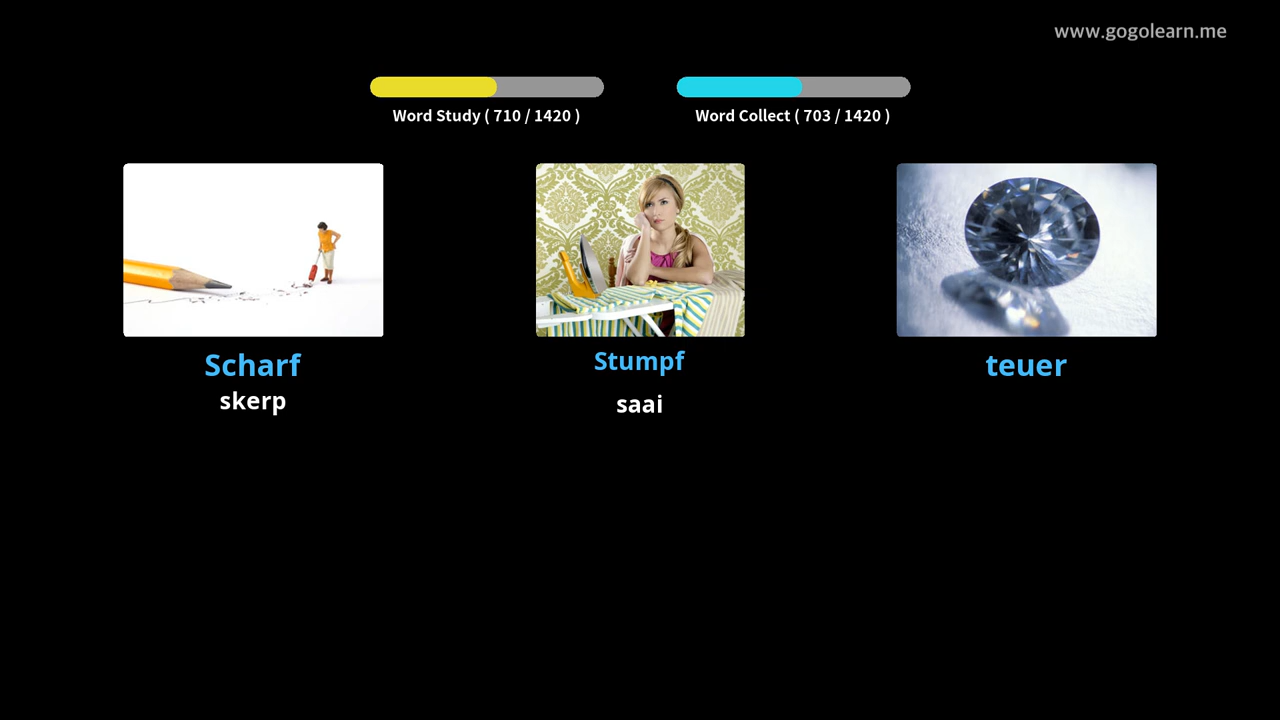 www.gogolearn.me
Word Study ( 710 / 1420 )
Word Collect ( 703 / 1420 )
Scharf
skerp
Stumpf
saai
teuer